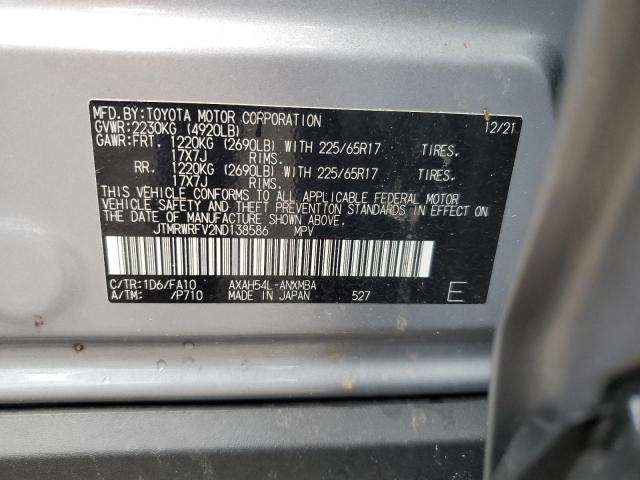 MFD. BY: TOYOTA MOTOR CORPORATION 12/21
GVWR: 2230KG (4920LB)
GAWR: FRT. 1220KG (2690LB) WITH 225/65R17 TIRES.
17X7J RIMS.
RR. 1220KG (2690LB) WITH 225/65R17 TIRES.
17X7J RIMS.
THIS VEHICLE CONFORMS TO ALL APPLICABLE FEDERAL MOTOR
VEHICLE SAFETY AND THEFT PREVENTION STANDARDS IN EFFECT ON
THE DATE OF MANUFACTURE SHOWN ABOVE.
JTMRWRFV2ND138586 MPV
C/TR: 1D6/FA10 AXAH54L-ANXMBA
A/TM: /P710 MADE IN JAPAN 527 E